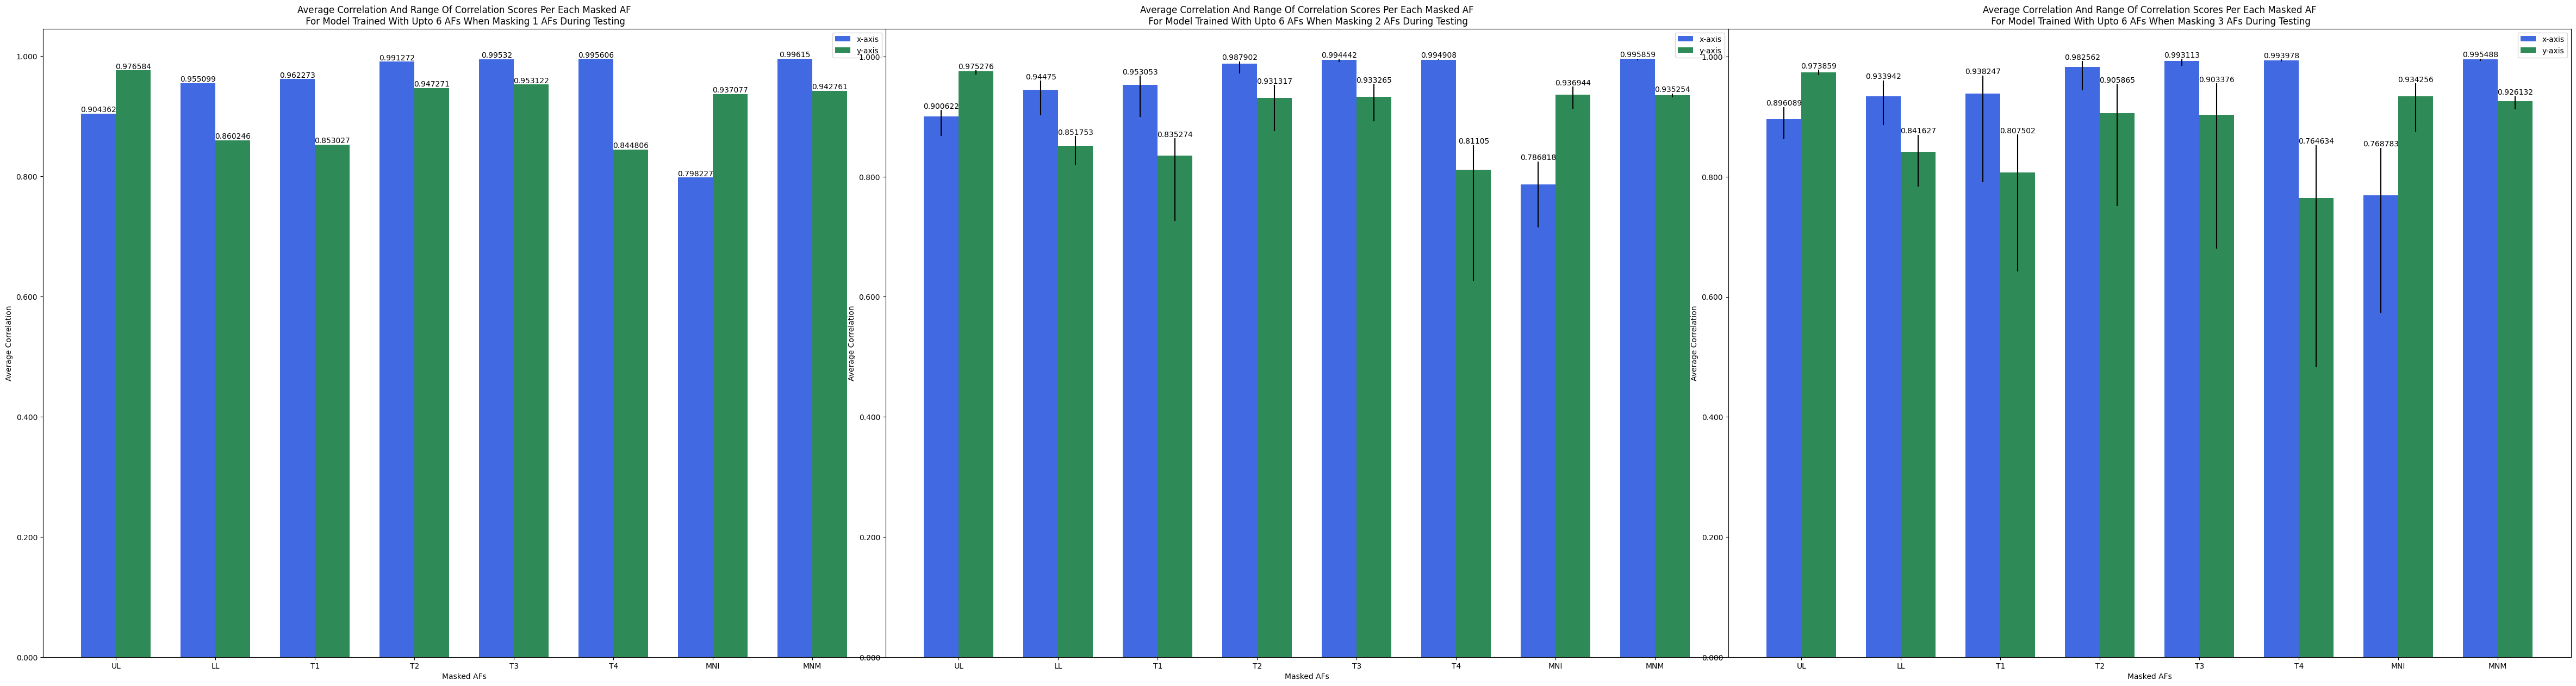 Average Correlation And Range Of Correlation Scores Per Each Masked AF
For Model Trained With Upto 6 AFs When Masking 1 AFs During Testing
x-axis
y-axis
1.000
0.800
0.600
0.400
0.200
0.000
Average Correlation
0.904362
0.976584
0.955099
0.860246
0.962273
0.853027
0.991272
0.947271
0.99532
0.953122
0.995606
0.844806
0.798227
0.937077
0.99615
0.942761
UL
LL
T1
T2
T3
T4
MNI
MNM
Masked AFs
Average Correlation And Range Of Correlation Scores Per Each Masked AF
For Model Trained With Upto 6 AFs When Masking 2 AFs During Testing
x-axis
y-axis
1.000
0.800
0.600
0.400
0.200
0.000
Average Correlation
0.900622
0.975276
0.94475
0.851753
0.953053
0.835274
0.987902
0.931317
0.994442
0.933265
0.994908
0.81105
0.786818
0.936944
0.995859
0.935254
UL
LL
T1
T2
T3
T4
MNI
MNM
Masked AFs
Average Correlation And Range Of Correlation Scores Per Each Masked AF
For Model Trained With Upto 6 AFs When Masking 3 AFs During Testing
x-axis
y-axis
1.000
0.800
0.600
0.400
0.200
0.000
Average Correlation
0.896089
0.973859
0.933942
0.841627
0.938247
0.807502
0.982562
0.905865
0.993113
0.903376
0.993978
0.764634
0.768783
0.934256
0.995488
0.926132
UL
LL
T1
T2
T3
T4
MNI
MNM
Masked AFs